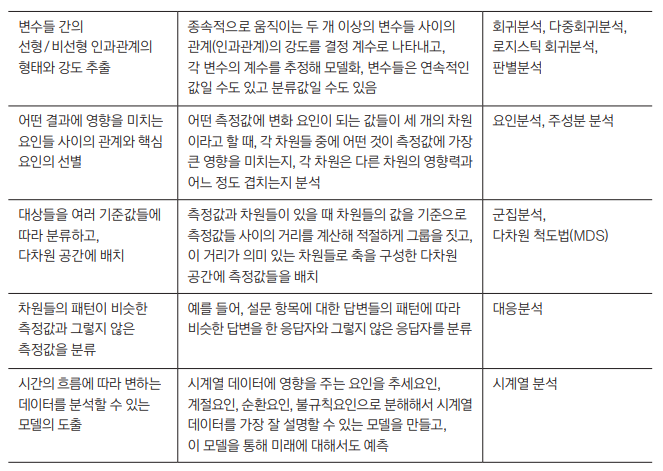 변수들 간의
선형 / 비선형 인과관계의
형태와 강도 추출
종속적으로 움직이는 두 개 이상의 변수들 사이의
관계(인과관계)의 강도를 결정 계수로 나타내고,
각 변수의 계수를 추정해 모델화, 변수들은 연속적인
값일 수도 있고 분류값일 수도 있음
회귀분석, 다중회귀분석,
로지스틱 회귀분석,
판별분석
어떤 결과에 영향을 미치는
요인들 사이의 관계와 핵심
요인의 선별
어떤 측정값에 변화 요인이 되는 값들이 세 개의 차원
이라고 할 때, 각 차원들 중에 어떤 것이 측정값에 가장
큰 영향을 미치는지, 각 차원은 다른 차원의 영향력과
어느 정도 겹치는지 분석
요인분석, 주성분 분석
대상들을 여러 기준값들에
따라 분류하고,
다차원 공간에 배치
측정값과 차원들이 있을 때 차원들의 값을 기준으로
측정값들 사이의 거리를 계산해 적절하게 그룹을 짓고,
이 거리가 의미 있는 차원들로 축을 구성한 다차원
공간에 측정값들을 배치
군집분석,
다차원 척도법(MDS)
차원들의 패턴이 비슷한
측정값과 그렇지 않은
측정값을 분류
예를 들어, 설문 항목에 대한 답변들의 패턴에 따라
비슷한 답변을 한 응답자와 그렇지 않은 응답자를 분류
대응분석
시간의 흐름에 따라 변하는
데이터를 분석할 수 있는
모델의 도출
시계열 데이터에 영향을 주는 요인을 추세요인,
계절요인, 순환요인, 불규칙요인으로 분해해서 시계열
데이터를 가장 잘 설명할 수 있는 모델을 만들고,
이 모델을 통해 미래에 대해서도 예측
시계열 분석